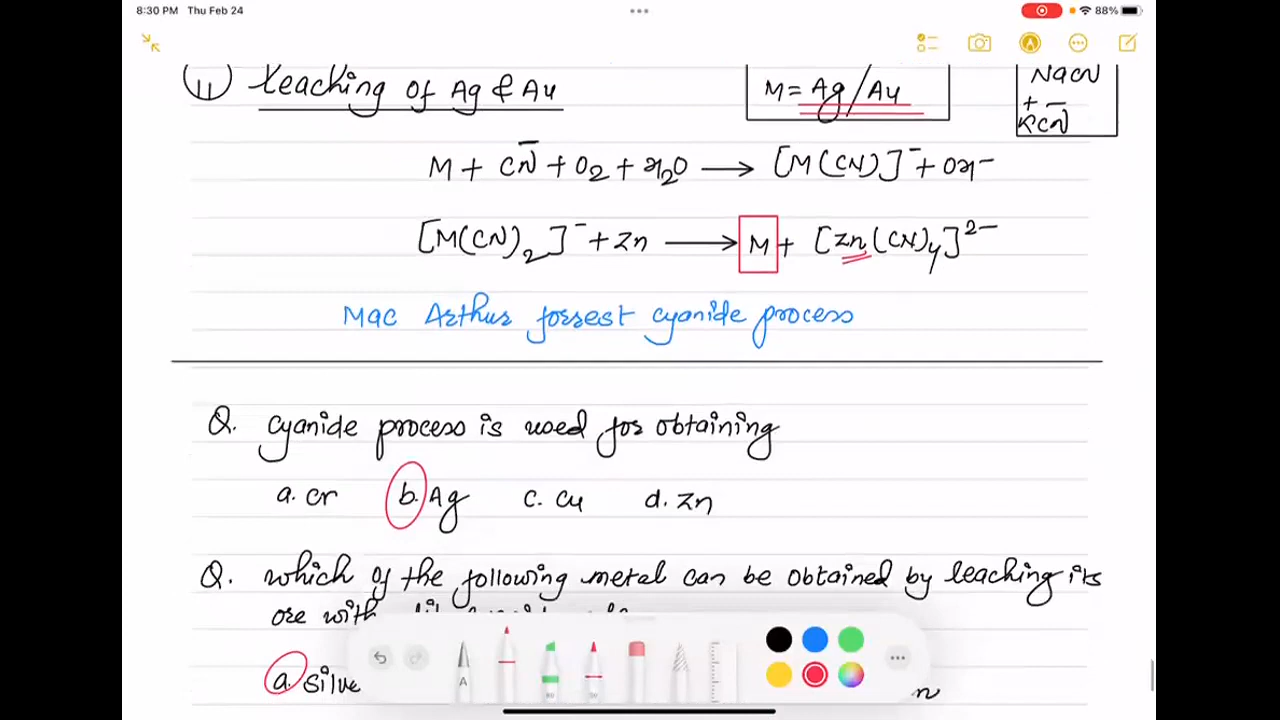 8:30 PM Thu Feb 24
88%
(11) leaching of Ag & Au
M = Ag/Au
NaCN
+
KCN⁻
M + CN⁻ + O₂ + H₂O → [M(CN)]⁻ + OH⁻
[M(CN)₂]⁻ + Zn → M + [Zn(CN)₄]²⁻
Mac Arthur forrest cyanide process
Q. cyanide process is used for obtaining
a. Cr b. Ag c. Cu d. Zn
Q. which of the following metal can be obtained by leaching its
ore with
a. Silve
A